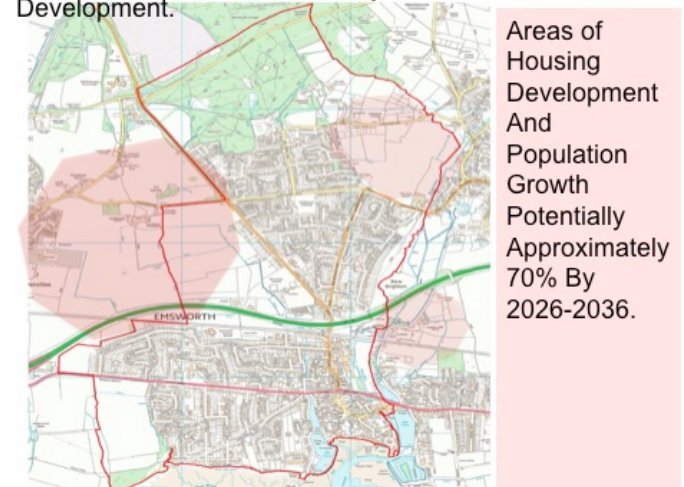 Development.
Areas of
Housing
Development
And
Population
Growth
Potentially
Approximately
70% By
2026-2036.
EMSWORTH